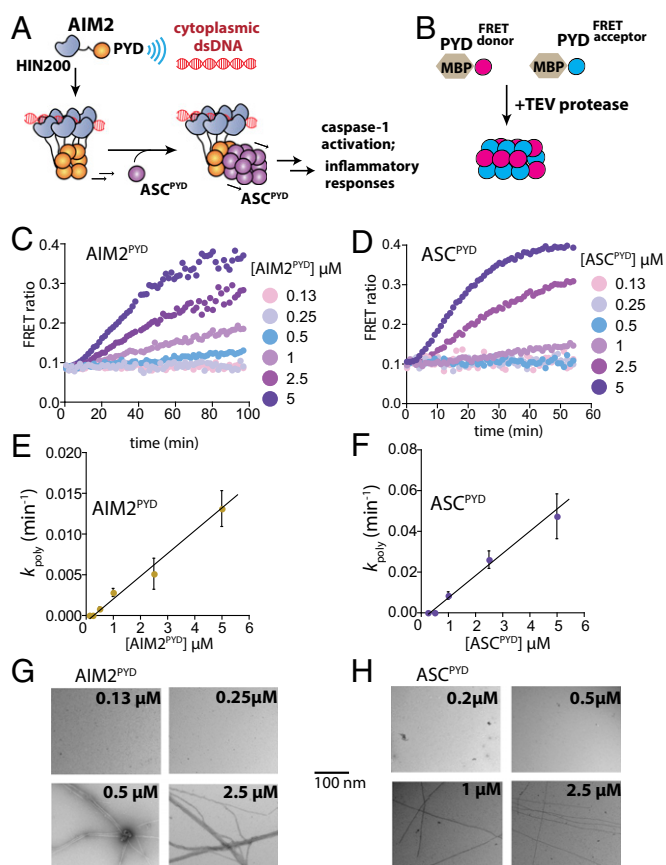 A
AIM2
PYD
HIN200
cytoplasmic
dsDNA
ASCPYD
ASCPYD
caspase-1
activation;
inflammatory
responses
B
PYD FRET donor
PYD FRET acceptor
MBP
MBP
+TEV protease
C
AIM2PYD
FRET ratio
0.4
0.3
0.2
0.1
0.0
0 20 40 60 80 100
time (min)
[AIM2PYD] µM
0.13
0.25
0.5
1
2.5
5
D
ASCPYD
FRET ratio
0.4
0.3
0.2
0.1
0.0
0 10 20 30 40 50 60
time (min)
[ASCPYD] µM
0.13
0.25
0.5
1
2.5
5
E
AIM2PYD
kpoly (min-1)
0.020
0.015
0.010
0.005
0.000
0 1 2 3 4 5 6
[AIM2PYD] µM
F
ASCPYD
kpoly (min-1)
0.08
0.06
0.04
0.02
0.00
0 1 2 3 4 5 6
[ASCPYD] µM
G
AIM2PYD
0.13 µM
0.25µM
0.5 µM
2.5 µM
100 nm
H
ASCPYD
0.2µM
0.5 µM
1 µM
2.5 µM